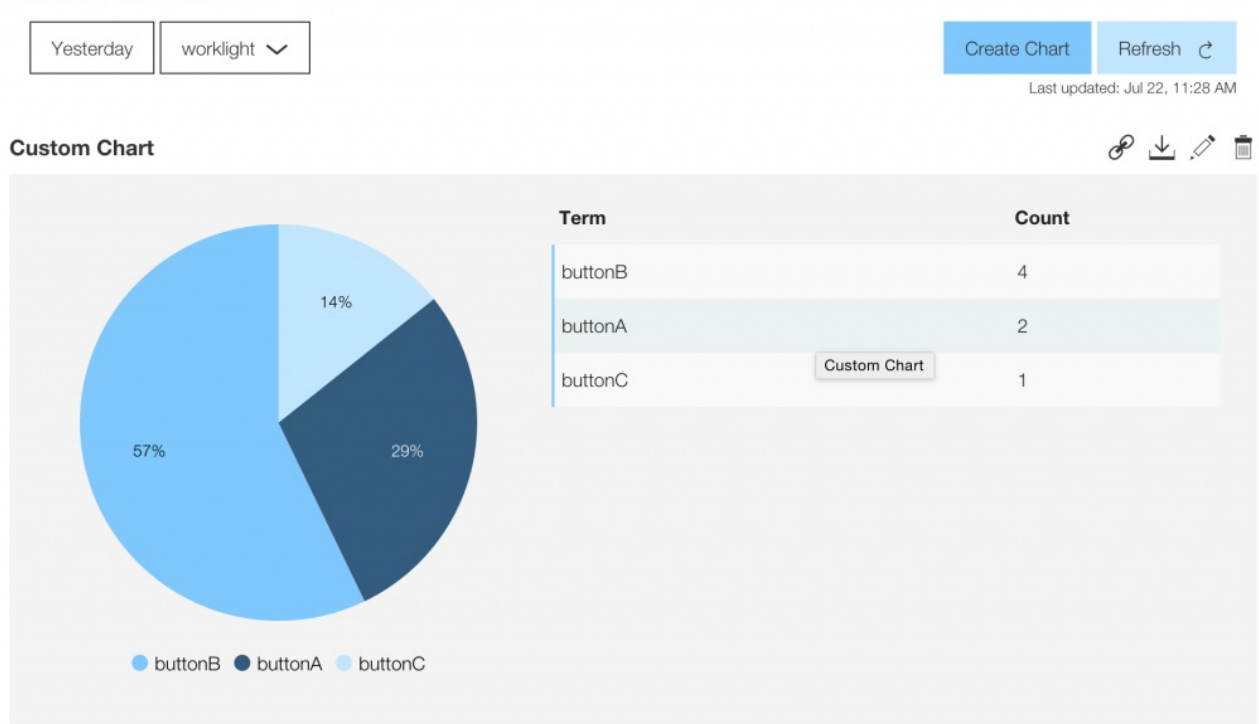 Yesterday worklight Create Chart Refresh
Last updated: Jul 22, 11:28 AM
Custom Chart
Term Count
buttonB 4
14%
buttonA 2
Custom Chart
buttonC 1
57% 29%
buttonB buttonA buttonC